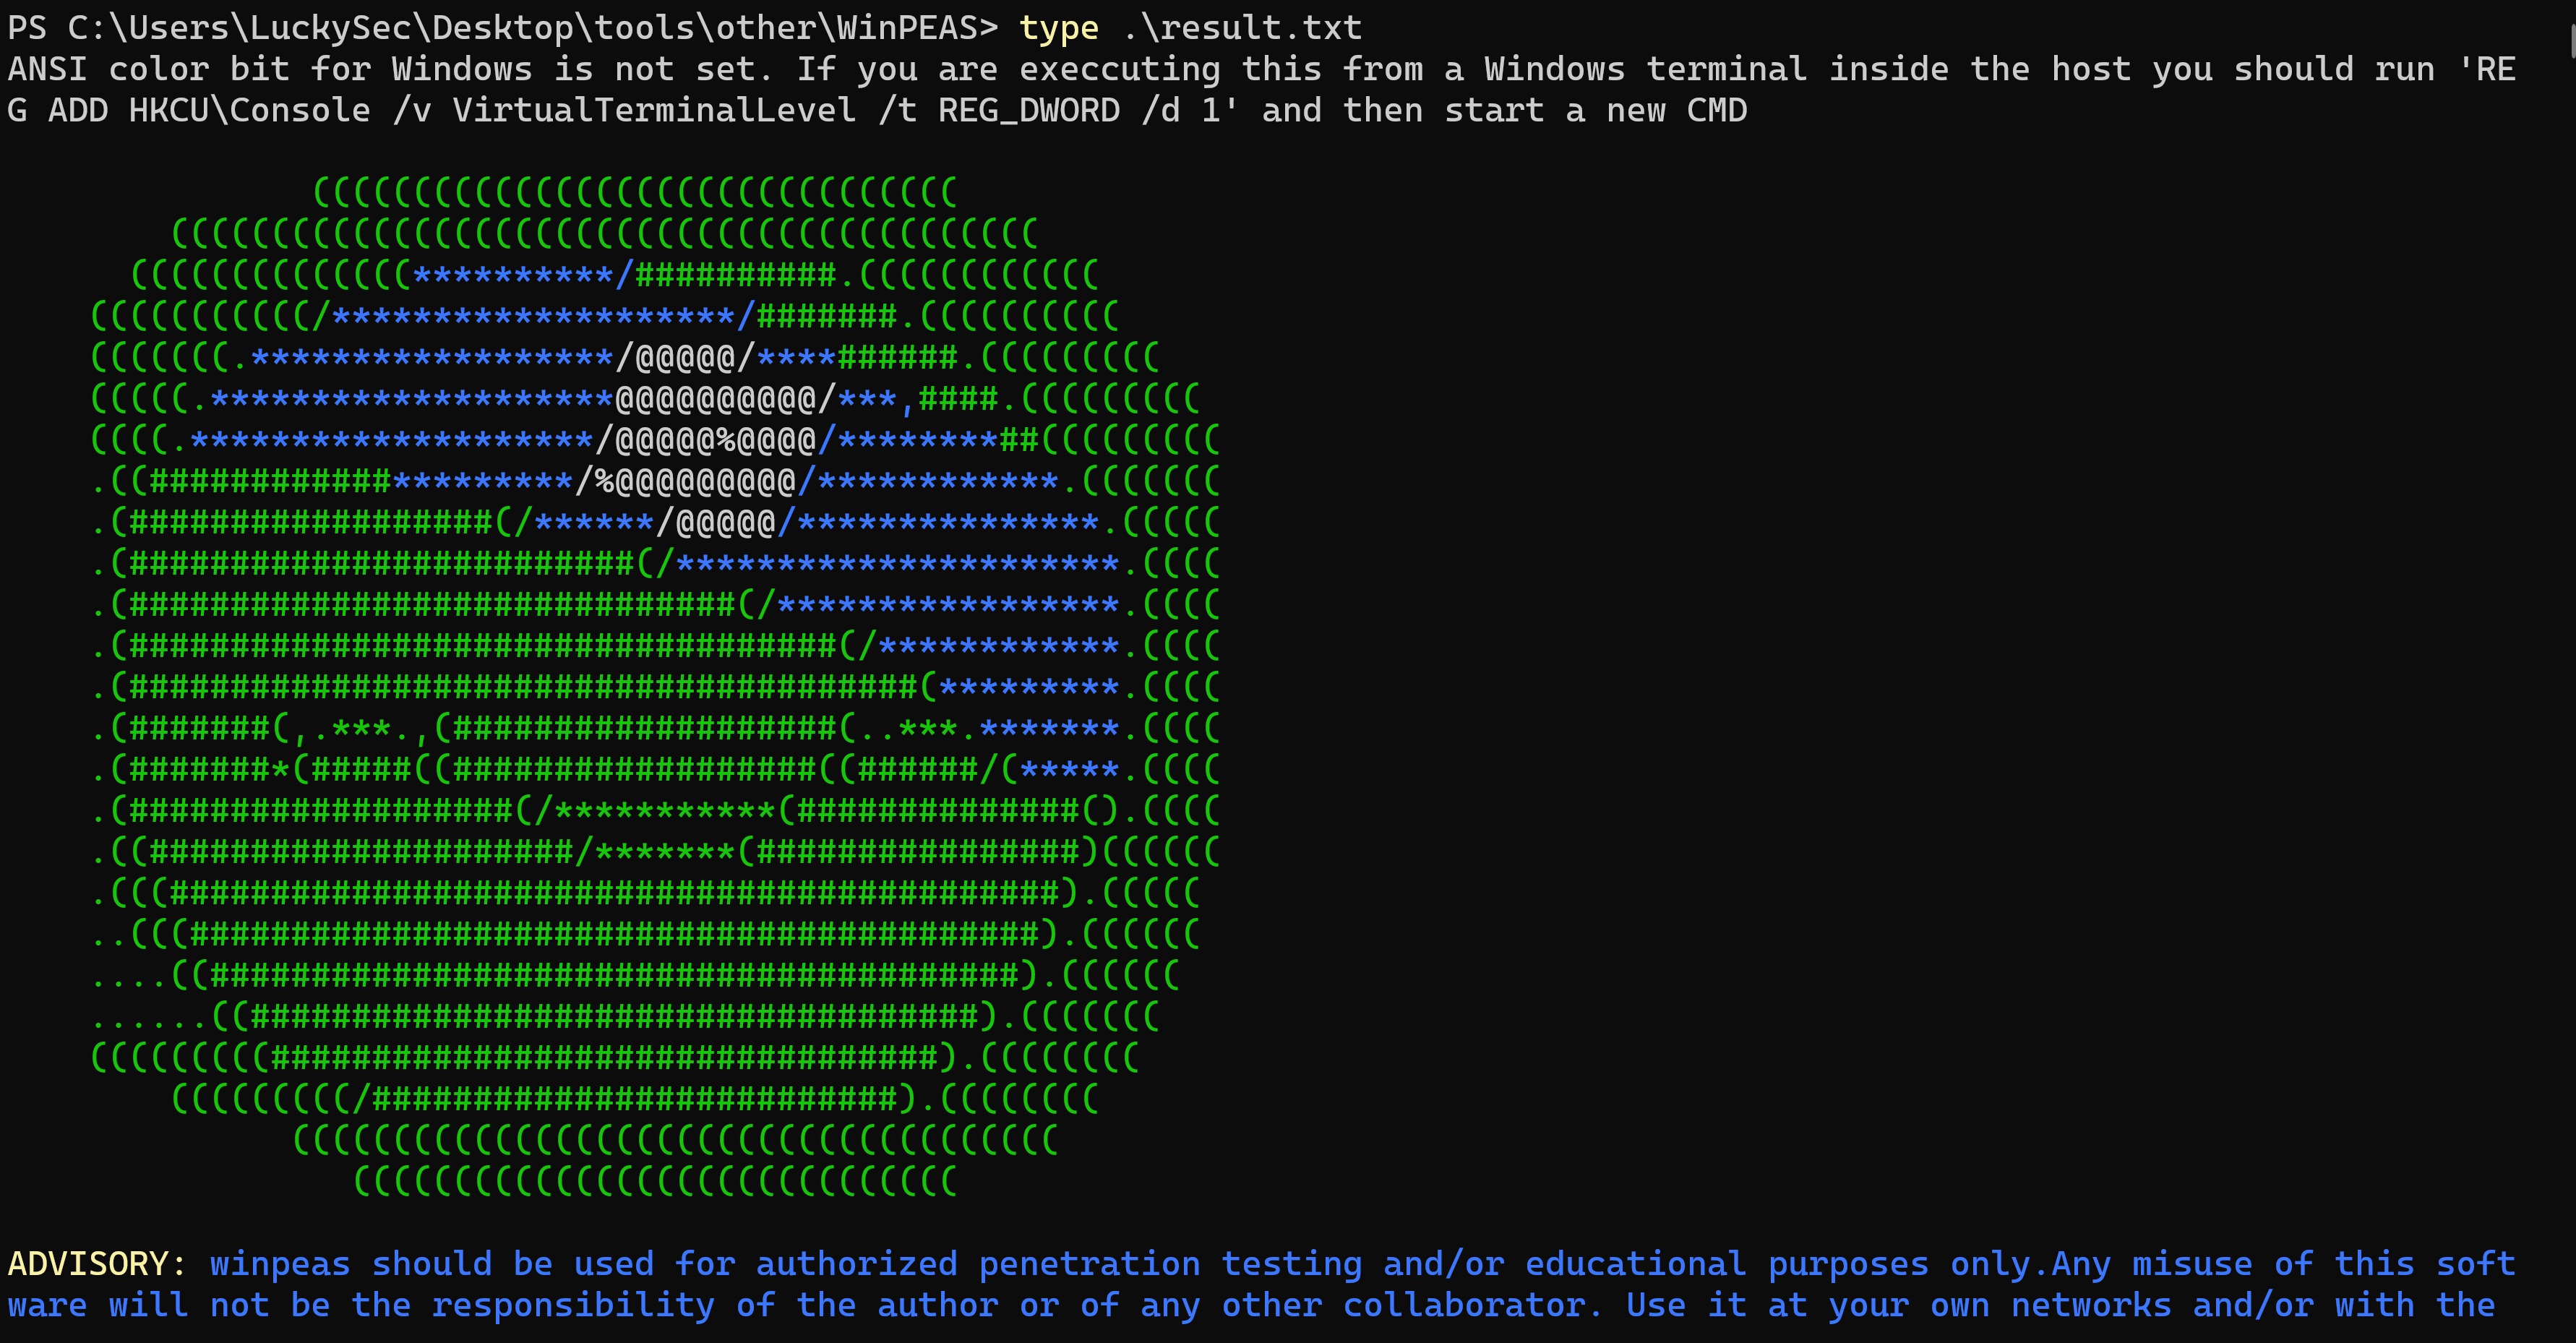 PS C:\Users\LuckySec\Desktop\tools\other\WinPEAS> type .\result.txt
ANSI color bit for Windows is not set. If you are execcuting this from a Windows terminal inside the host you should run 'RE
G ADD HKCU\Console /v VirtualTerminalLevel /t REG_DWORD /d 1' and then start a new CMD
ADVISORY: winpeas should be used for authorized penetration testing and/or educational purposes only.Any misuse of this soft
ware will not be the responsibility of the author or of any other collaborator. Use it at your own networks and/or with the